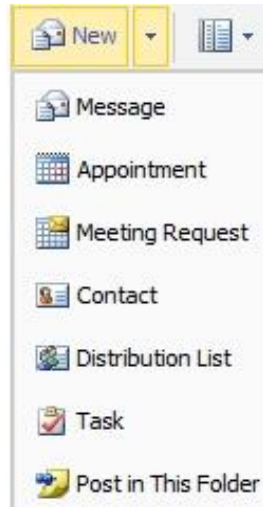 New
Message
Appointment
Meeting Request
Contact
Distribution List
Task
Post in This Folder